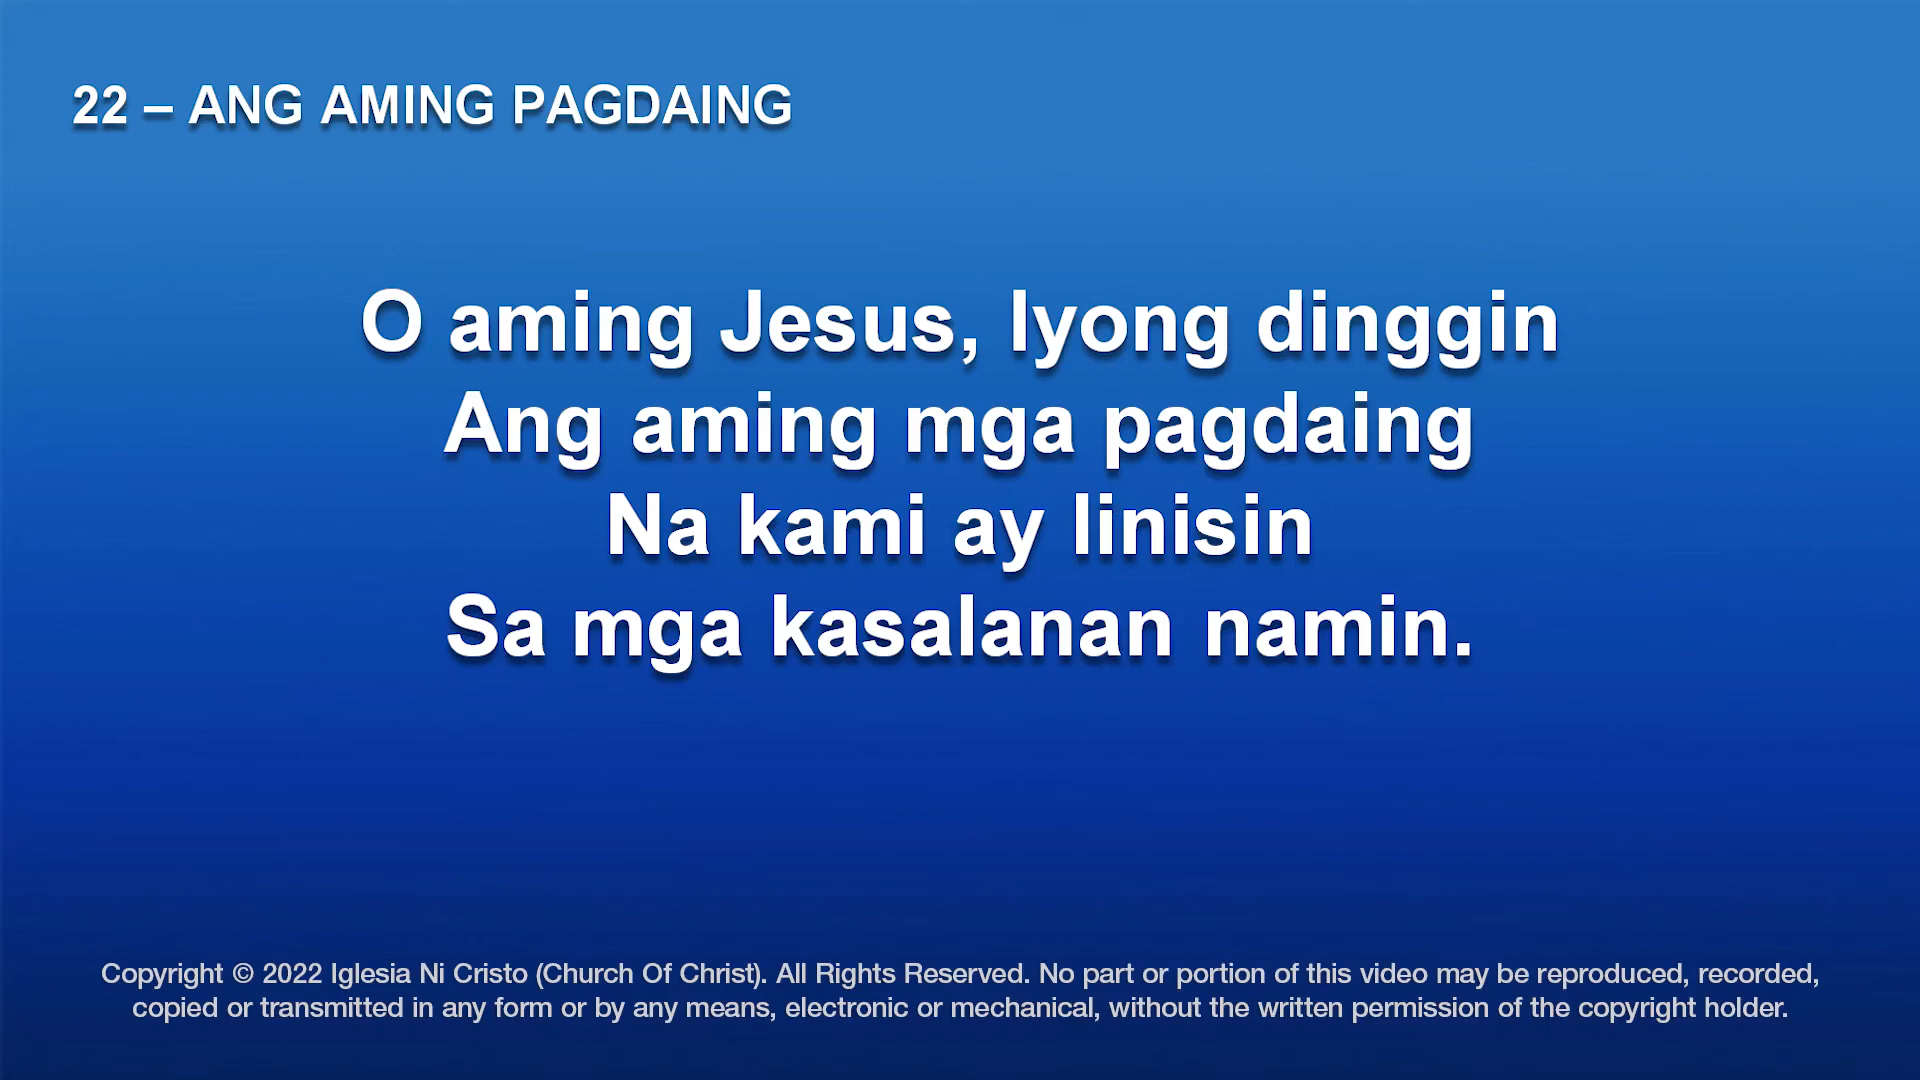 22 – ANG AMING PAGDAING
O aming Jesus, Iyong dinggin
Ang aming mga pagdaing
Na kami ay linisin
Sa mga kasalanan namin.
Copyright © 2022 Iglesia Ni Cristo (Church Of Christ). All Rights Reserved. No part or portion of this video may be reproduced, recorded,
copied or transmitted in any form or by any means, electronic or mechanical, without the written permission of the copyright holder.